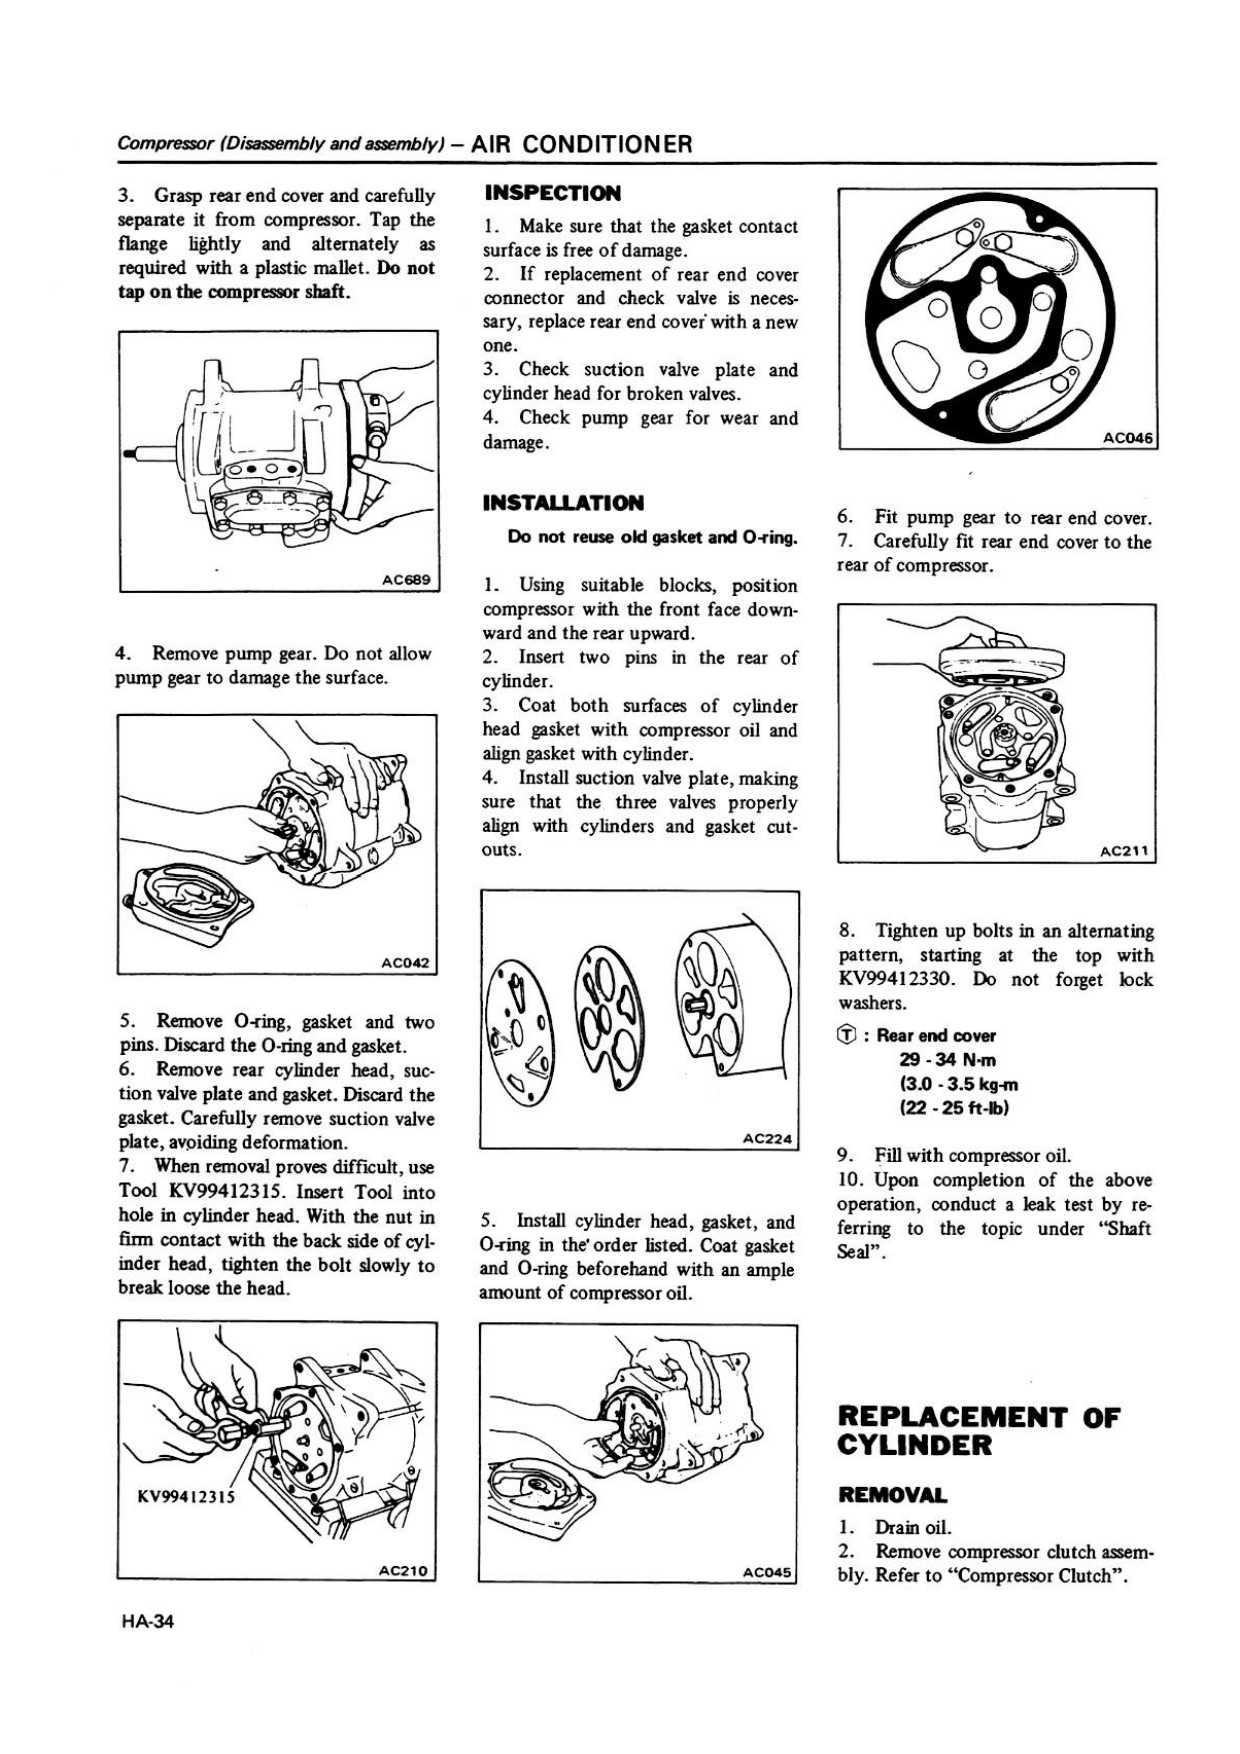 Compressor (Disassembly and assembly) – AIR CONDITIONER
3. Grasp rear end cover and carefully
separate it from compressor. Tap the
flange lightly and alternately as
required with a plastic mallet. Do not
tap on the compressor shaft.
AC689
4. Remove pump gear. Do not allow
pump gear to damage the surface.
AC042
5. Remove O-ring, gasket and two
pins. Discard the O-ring and gasket.
6. Remove rear cylinder head, suc-
tion valve plate and gasket. Discard the
gasket. Carefully remove suction valve
plate, avoiding deformation.
7. When removal proves difficult, use
Tool KV99412315. Insert Tool into
hole in cylinder head. With the nut in
firm contact with the back side of cyl-
inder head, tighten the bolt slowly to
break loose the head.
KV99412315
AC210
INSPECTION
1. Make sure that the gasket contact
surface is free of damage.
2. If replacement of rear end cover
connector and check valve is neces-
sary, replace rear end cover with a new
one.
3. Check suction valve plate and
cylinder head for broken valves.
4. Check pump gear for wear and
damage.
INSTALLATION
Do not reuse old gasket and O-ring.
1. Using suitable blocks, position
compressor with the front face down-
ward and the rear upward.
2. Insert two pins in the rear of
cylinder.
3. Coat both surfaces of cylinder
head gasket with compressor oil and
align gasket with cylinder.
4. Install suction valve plate, making
sure that the three valves properly
align with cylinders and gasket cut-
outs.
AC224
5. Install cylinder head, gasket, and
O-ring in the order listed. Coat gasket
and O-ring beforehand with an ample
amount of compressor oil.
AC045
AC046
6. Fit pump gear to rear end cover.
7. Carefully fit rear end cover to the
rear of compressor.
AC211
8. Tighten up bolts in an alternating
pattern, starting at the top with
KV99412330. Do not forget lock
washers.
Ⓣ : Rear end cover
29 - 34 N·m
(3.0 - 3.5 kg-m
(22 - 25 ft-lb)
9. Fill with compressor oil.
10. Upon completion of the above
operation, conduct a leak test by re-
ferring to the topic under “Shaft
Seal”.
REPLACEMENT OF
CYLINDER
REMOVAL
1. Drain oil.
2. Remove compressor clutch assem-
bly. Refer to “Compressor Clutch”.
HA-34